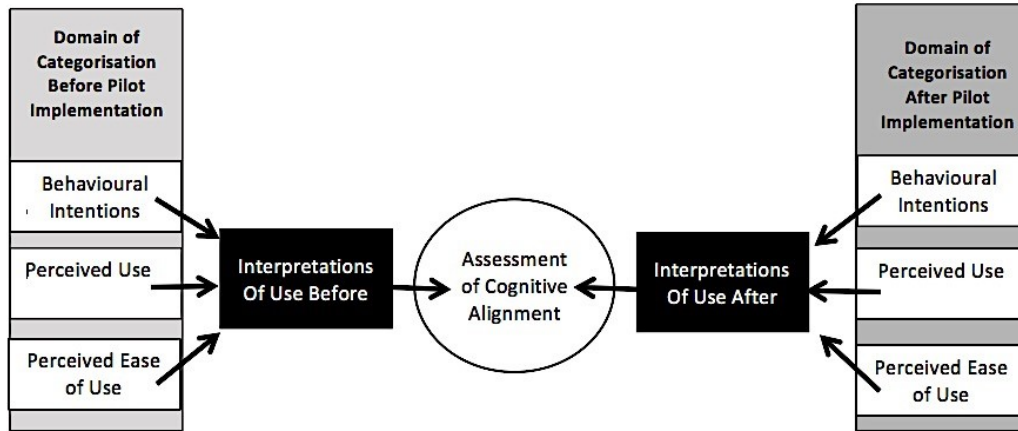 Domain of
Categorisation
Before Pilot
Implementation
Behavioural
Intentions
Perceived Use
Perceived Ease
of Use
Interpretations
Of Use Before
Assessment
of Cognitive
Alignment
Interpretations
Of Use After
Domain of
Categorisation
After Pilot
Implementation
Behavioural
Intentions
Perceived Use
Perceived Ease
of Use